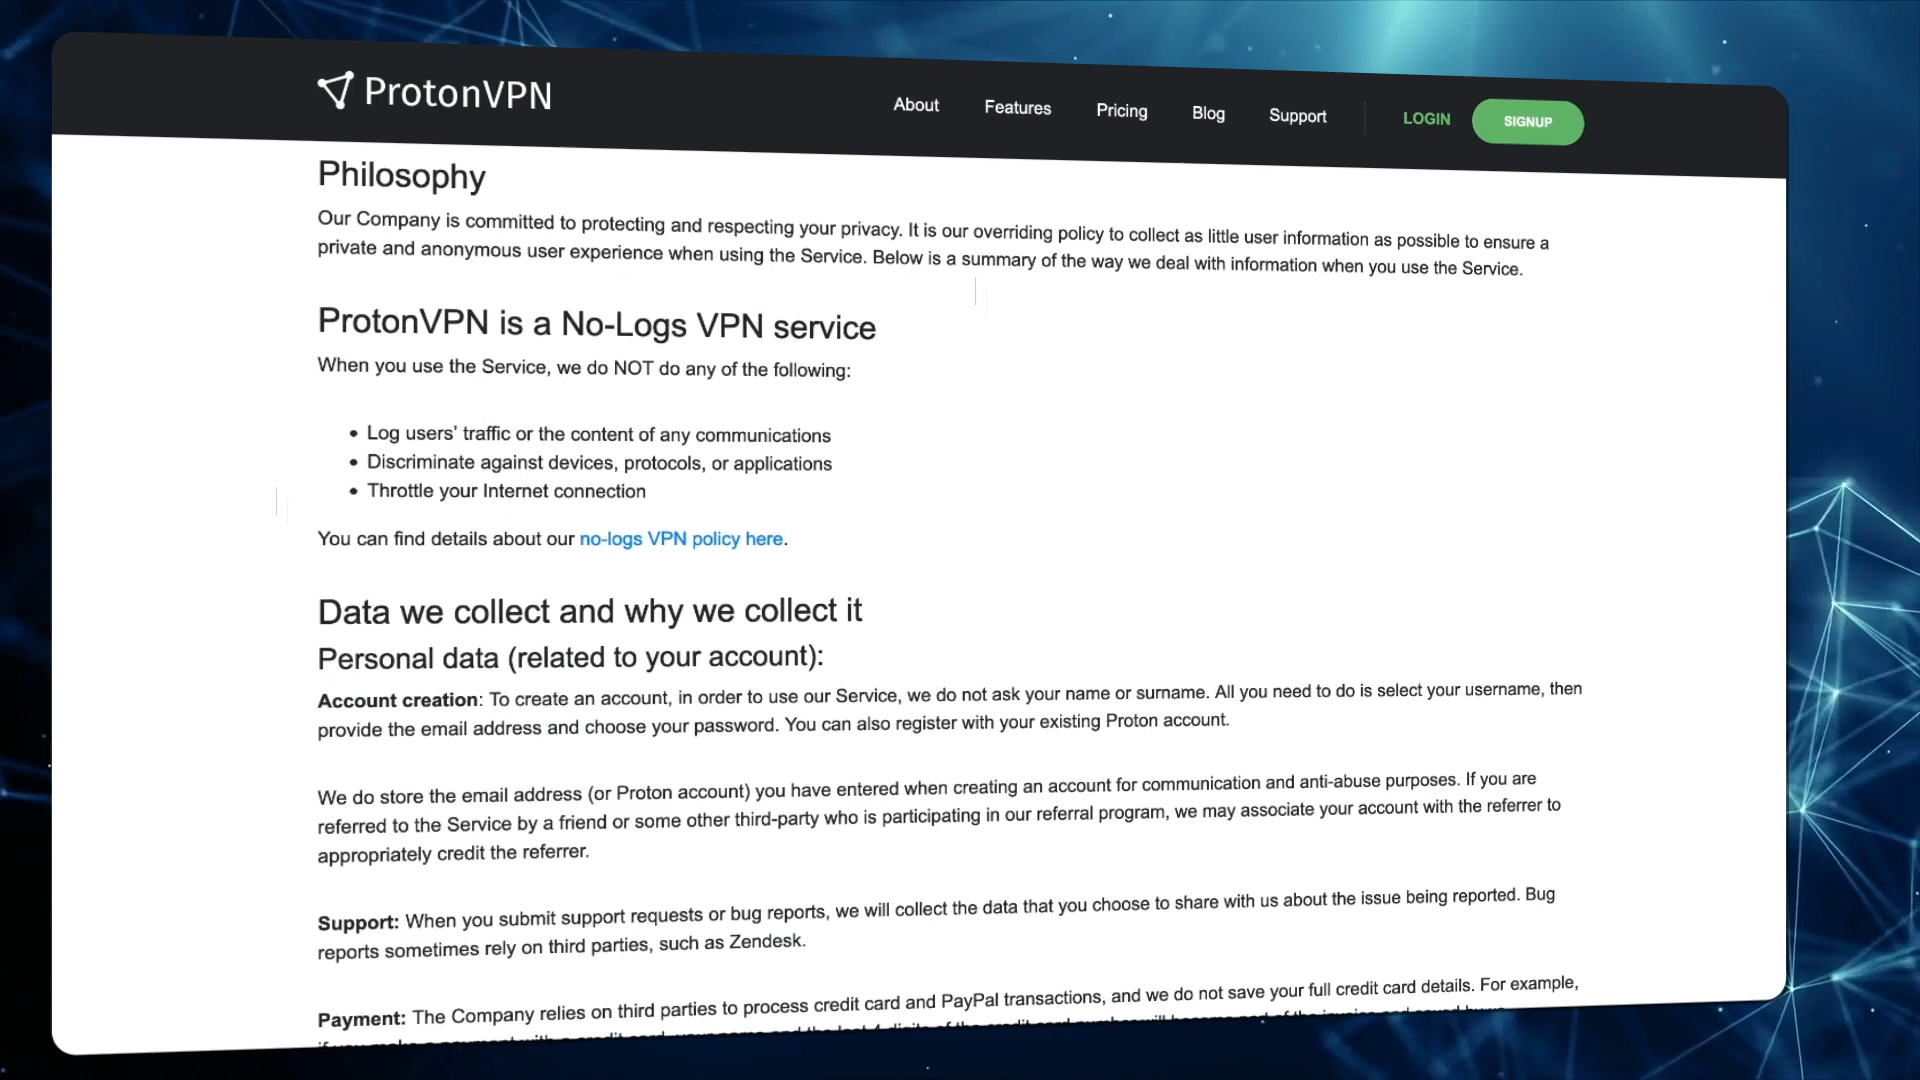 ProtonVPN
About Features Pricing Blog Support LOGIN SIGNUP
Philosophy
Our Company is committed to protecting and respecting your privacy. It is our overriding policy to collect as little user information as possible to ensure a
private and anonymous user experience when using the Service. Below is a summary of the way we deal with information when you use the Service.
ProtonVPN is a No-Logs VPN service
When you use the Service, we do NOT do any of the following:
• Log users’ traffic or the content of any communications
• Discriminate against devices, protocols, or applications
• Throttle your Internet connection
You can find details about our no-logs VPN policy here.
Data we collect and why we collect it
Personal data (related to your account):
Account creation: To create an account, in order to use our Service, we do not ask your name or surname. All you need to do is select your username, then
provide the email address and choose your password. You can also register with your existing Proton account.
We do store the email address (or Proton account) you have entered when creating an account for communication and anti-abuse purposes. If you are
referred to the Service by a friend or some other third-party who is participating in our referral program, we may associate your account with the referrer to
appropriately credit the referrer.
Support: When you submit support requests or bug reports, we will collect the data that you choose to share with us about the issue being reported. Bug
reports sometimes rely on third parties, such as Zendesk.
Payment: The Company relies on third parties to process credit card and PayPal transactions, and we do not save your full credit card details. For example,